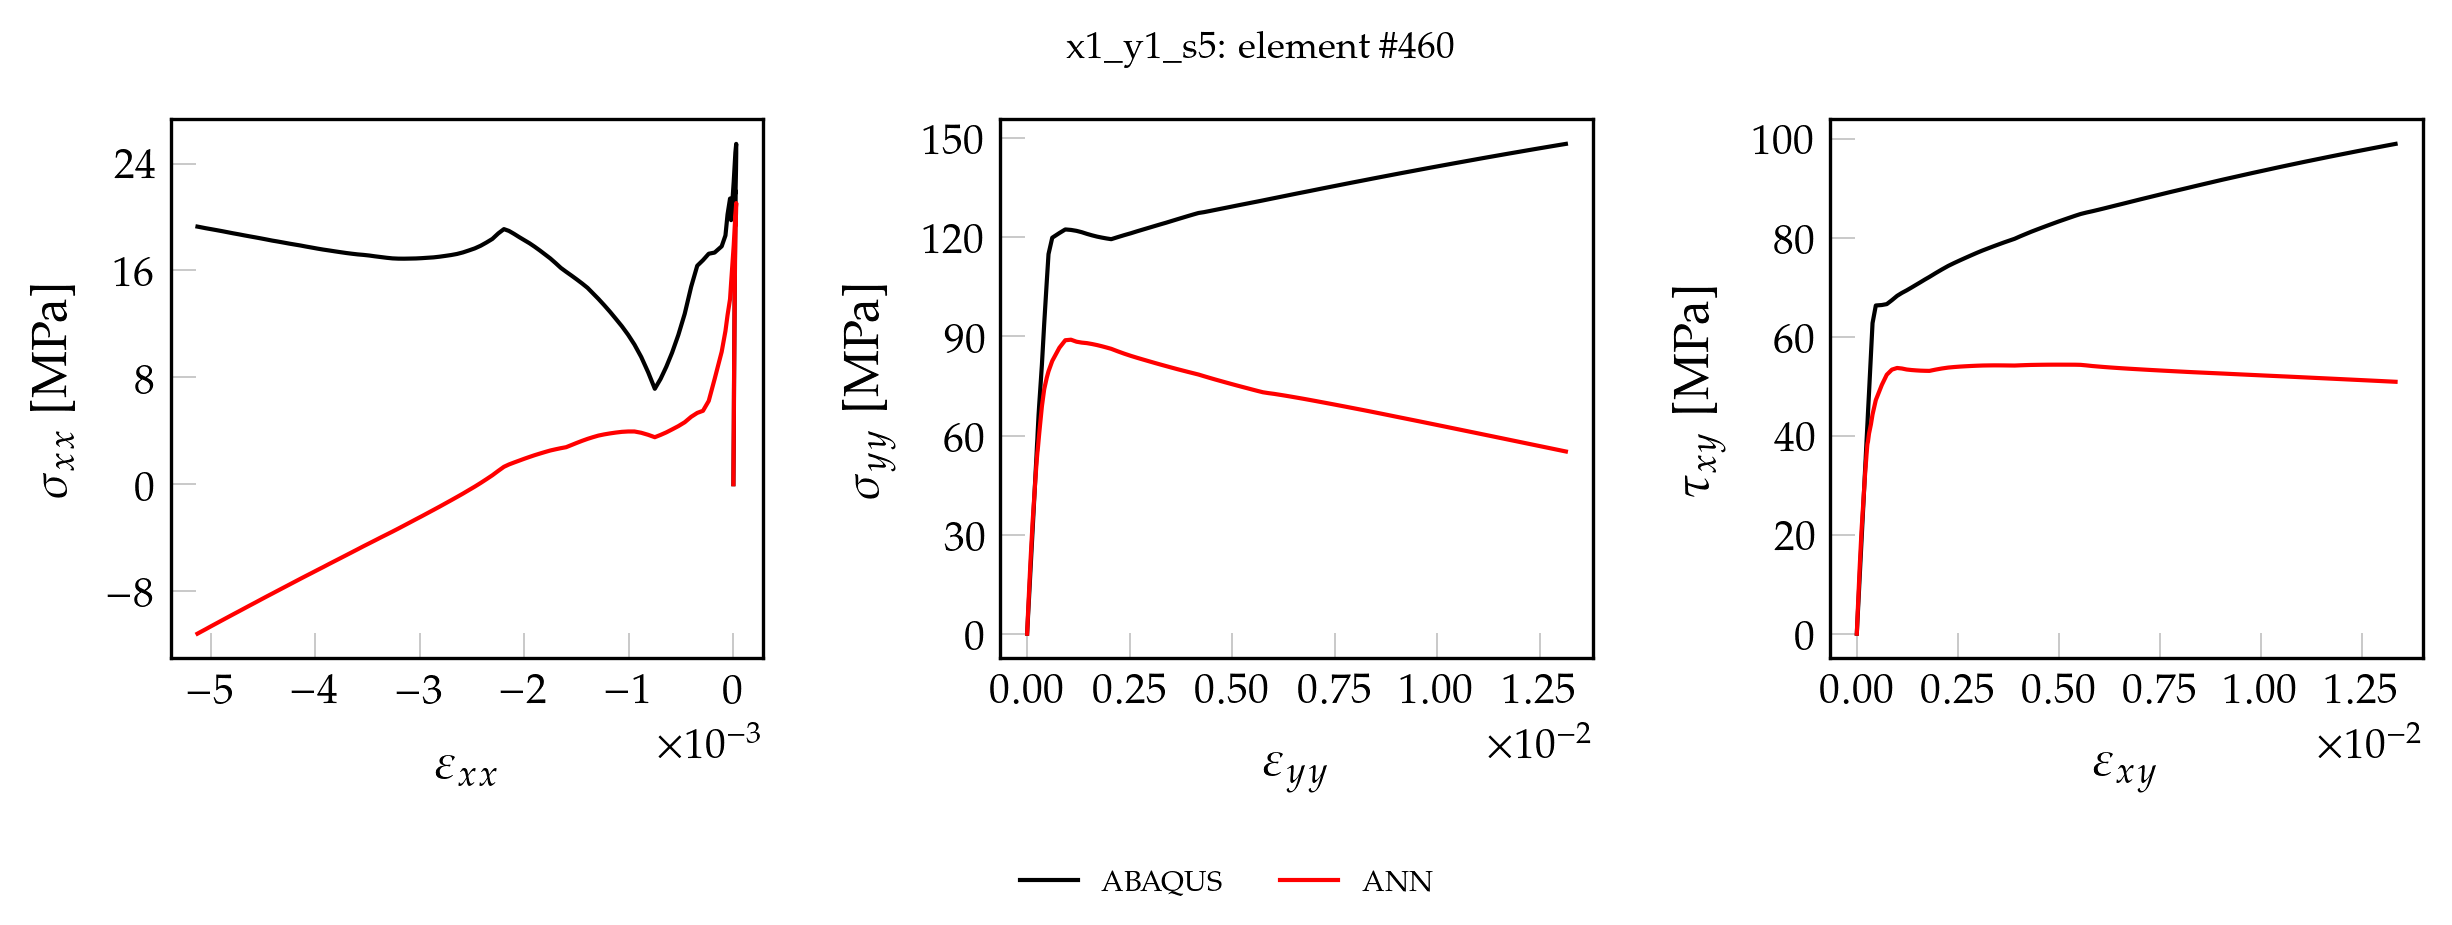 x1_y1_s5: element #460
σxx [MPa]
24
16
8
0
−8
−5 −4 −3 −2 −1 0
×10−3
εxx
σyy [MPa]
150
120
90
60
30
0
0.00 0.25 0.50 0.75 1.00 1.25
×10−2
εyy
τxy [MPa]
100
80
60
40
20
0
0.00 0.25 0.50 0.75 1.00 1.25
×10−2
εxy
ABAQUS ANN